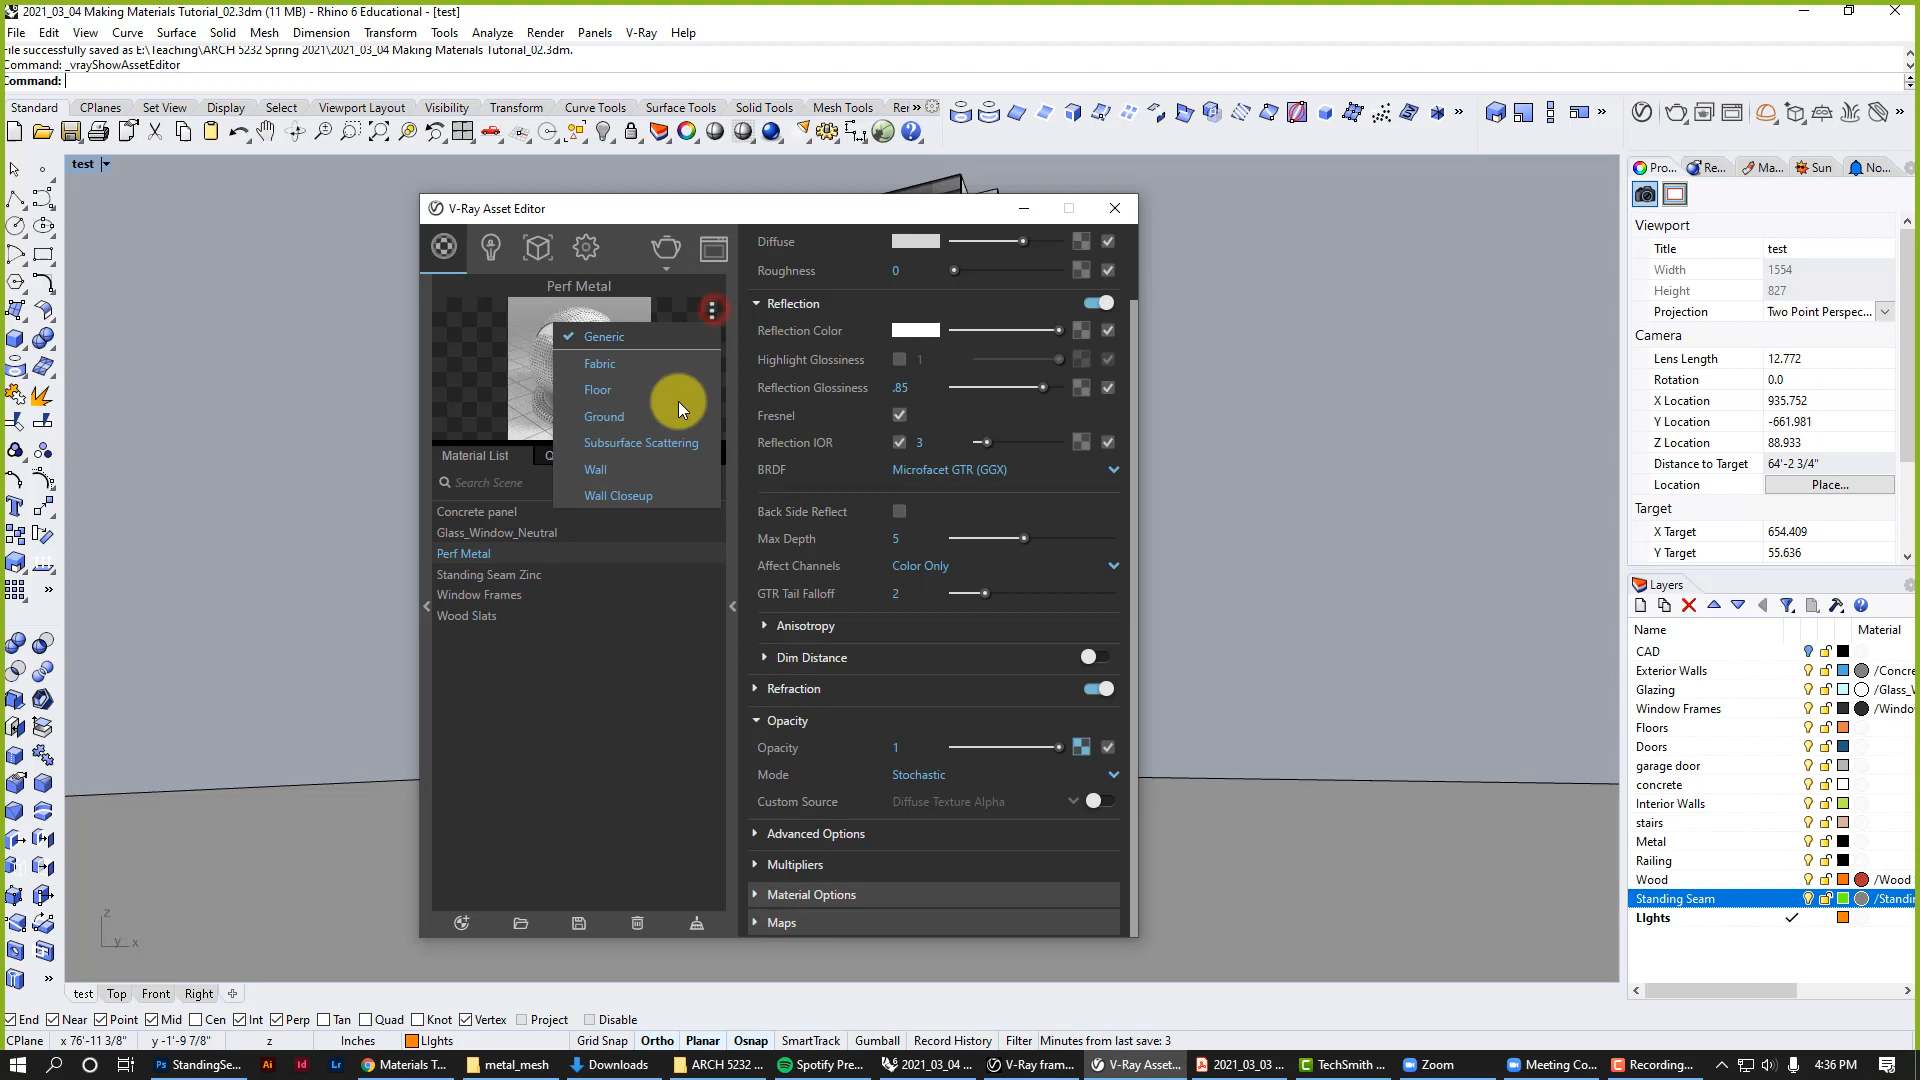 2021_03_04 Making Materials Tutorial_02.3dm (11 MB) - Rhino 6 Educational - [test]
File Edit View Curve Surface Solid Mesh Dimension Transform Tools Analyze Render Panels V-Ray Help
File successfully saved as E:\Teaching\ARCH 5232 Spring 2021\2021_03_04 Making Materials Tutorial_02.3dm.
Command: _vrayShowAssetEditor
Command:
Standard CPlanes Set View Display Select Viewport Layout Visibility Transform Curve Tools Surface Tools Solid Tools Mesh Tools Rer »
test
Pro... Re... Ma... Sun No...
Viewport
Title test
Width 1554
Height 827
Projection Two Point Perspec...
Camera
Lens Length 12.772
Rotation 0.0
X Location 935.752
Y Location -661.981
Z Location 88.933
Distance to Target 64'-2 3/4"
Location Place...
Target
X Target 654.409
Y Target 55.636
V-Ray Asset Editor
Perf Metal
Generic
Fabric
Floor
Ground
Subsurface Scattering
Wall
Wall Closeup
Material List Q
Search Scene
Concrete panel
Glass_Window_Neutral
Perf Metal
Standing Seam Zinc
Window Frames
Wood Slats
Diffuse
Roughness 0
Reflection
Reflection Color
Highlight Glossiness 1
Reflection Glossiness .85
Fresnel
Reflection IOR 3
BRDF Microfacet GTR (GGX)
Back Side Reflect
Max Depth 5
Affect Channels Color Only
GTR Tail Falloff 2
Anisotropy
Dim Distance
Refraction
Opacity
Opacity 1
Mode Stochastic
Custom Source Diffuse Texture Alpha
Advanced Options
Multipliers
Material Options
Maps
Layers
Name Material
CAD
Exterior Walls /Concre
Glazing /Glass_V
Window Frames /Windo
Floors
Doors
garage door
concrete
Interior Walls
stairs
Metal
Railing
Wood /Wood
Standing Seam /Standin
LIghts
z
y x
test Top Front Right
End Near Point Mid Cen Int Perp Tan Quad Knot Vertex Project Disable
CPlane x 76'-11 3/8" y -1'-9 7/8" z Inches LIghts Grid Snap Ortho Planar Osnap SmartTrack Gumball Record History Filter Minutes from last save: 3
Ps StandingSe... Ai Id Lr Materials T... metal_mesh Downloads ARCH 5232 ... Spotify Pre... 2021_03_04 ... V-Ray fram... V-Ray Asset... 2021_03_03 ... TechSmith ... Zoom Meeting Co... Recording... 4:36 PM